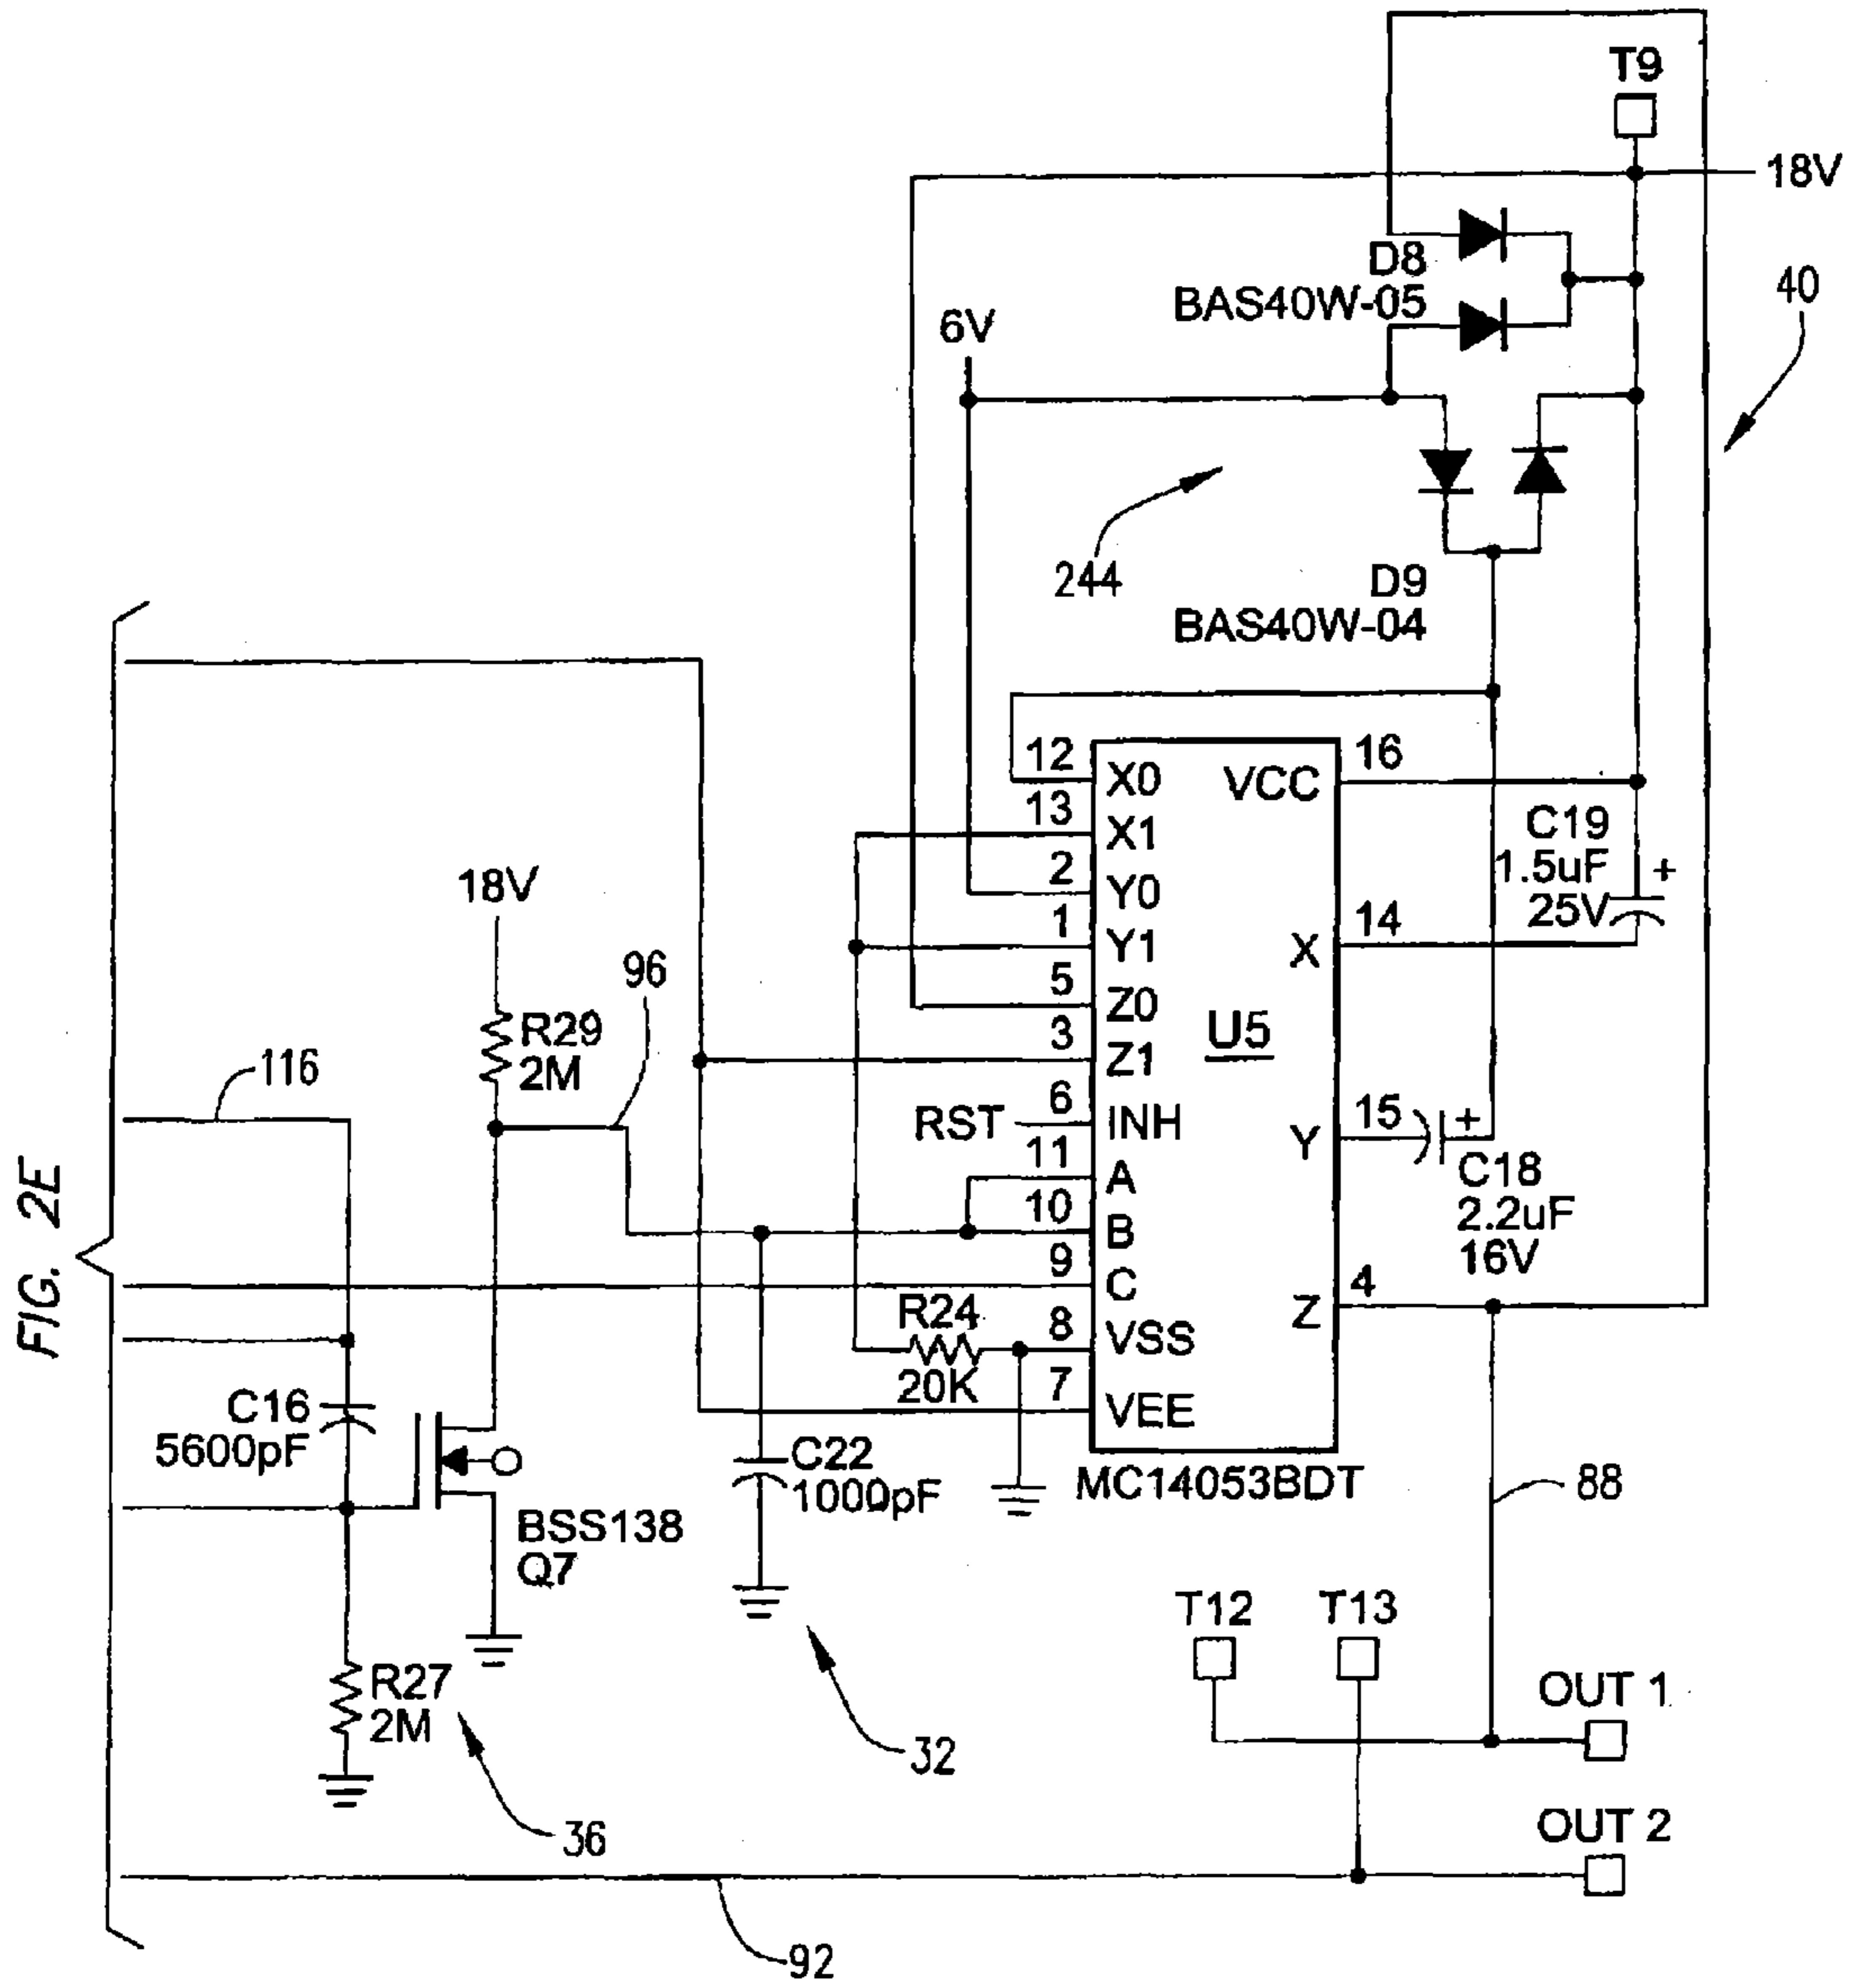 T9
18V
D8
BAS40W-05
40
6V
244
D9
BAS40W-04
12
X0
VCC
16
13
X1
C19
1.5uF
25V
+
2
Y0
18V
1
Y1
14
X
96
5
Z0
U5
R29
2M
3
Z1
116
6
RST
INH
15
Y
+
C18
2.2uF
16V
11
A
10
B
9
C
4
Z
FIG. 2E
R24
20K
8
VSS
7
VEE
C16
5600pF
C22
1000pF
MC14053BDT
88
BSS138
Q7
T12
T13
R27
2M
OUT 1
32
36
OUT 2
92